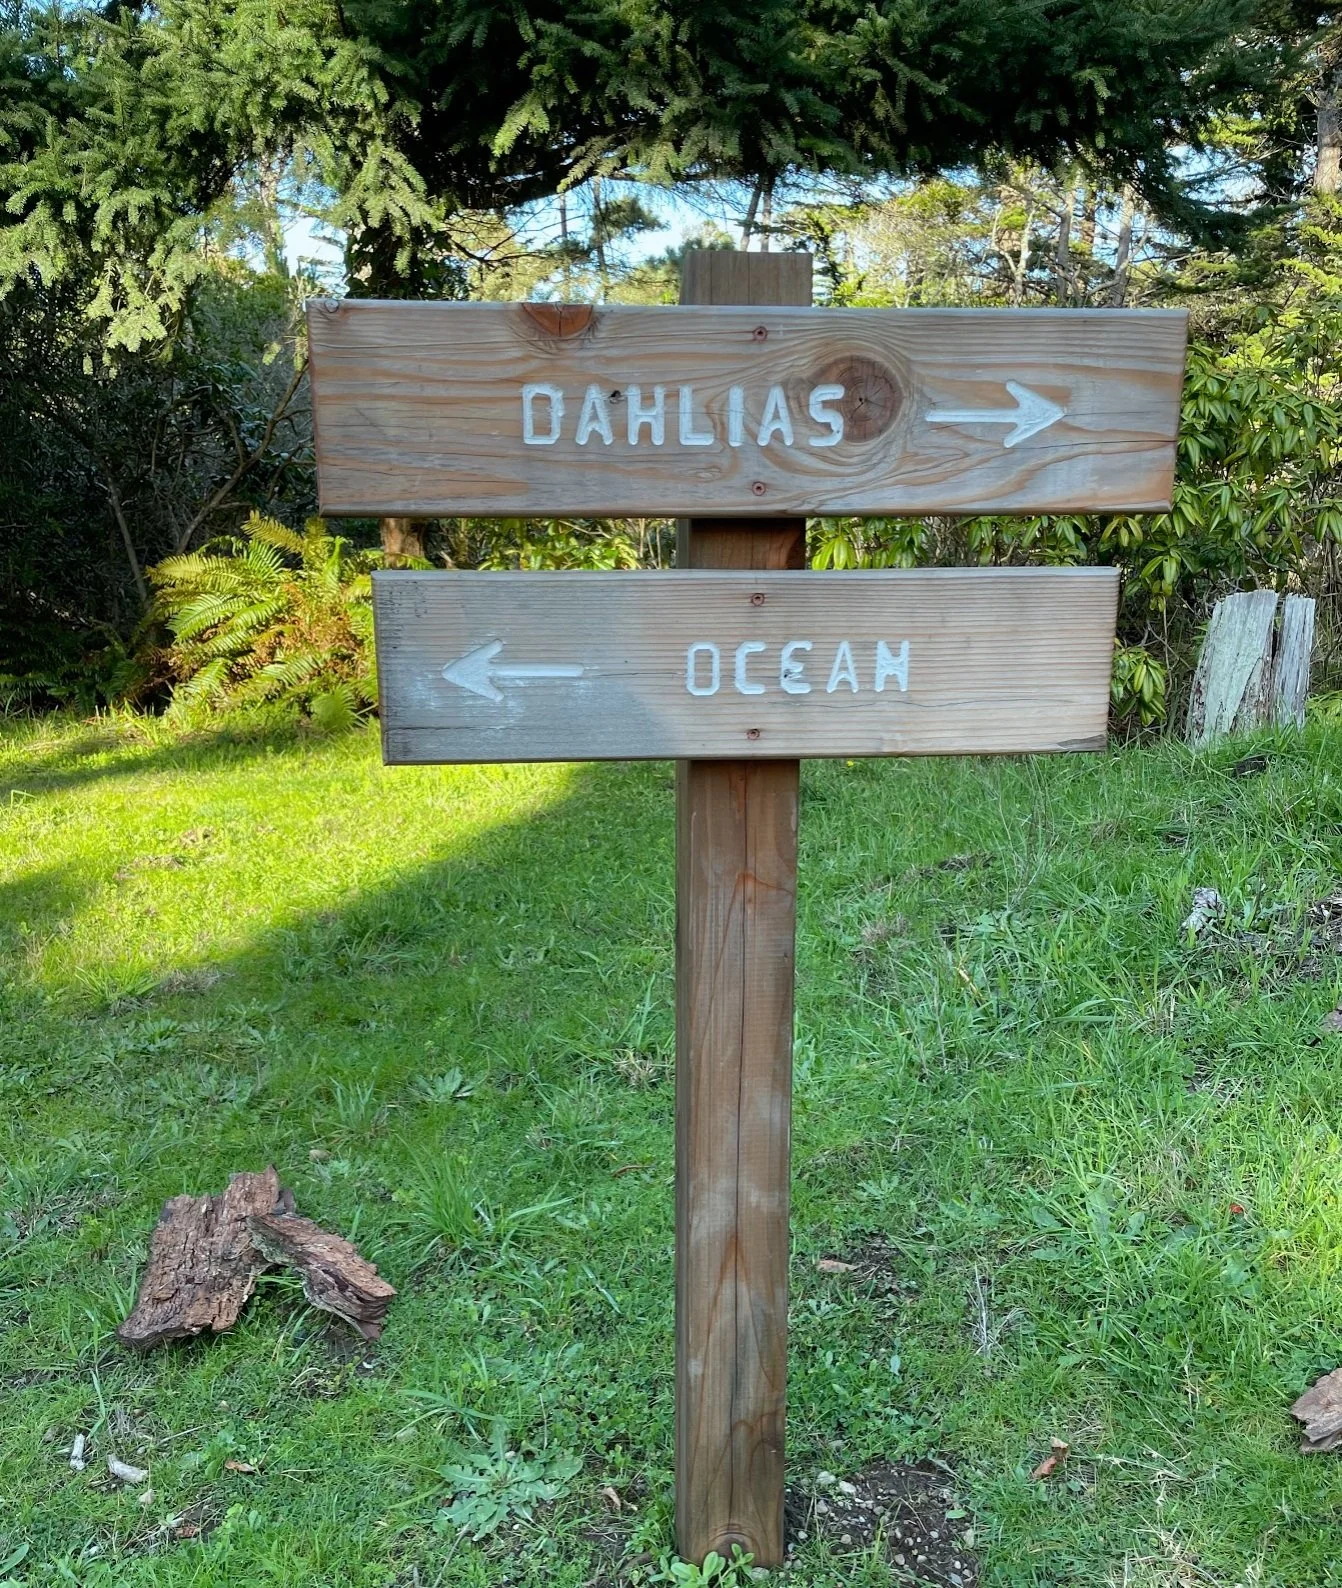 DAHLIAS →
← OCEAN